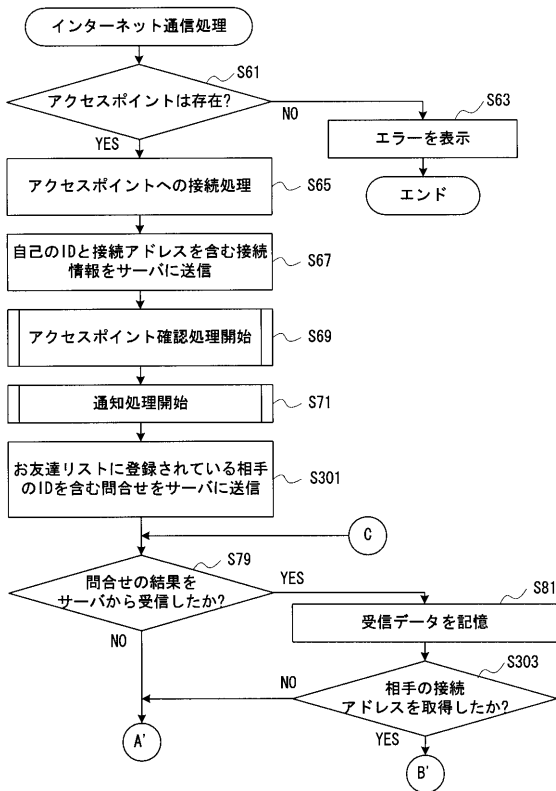 インターネット通信処理
S61
アクセスポイントは存在?
NO
S63
YES
エラーを表示
エンド
アクセスポイントへの接続処理
S65
自己のIDと接続アドレスを含む接続
情報をサーバに送信
S67
アクセスポイント確認処理開始
S69
通知処理開始
S71
お友達リストに登録されている相手
のIDを含む問合せをサーバに送信
S301
C
S79
問合せの結果を
サーバから受信したか?
YES
NO
S81
受信データを記憶
S303
相手の接続
アドレスを取得したか?
NO
YES
A'
B'